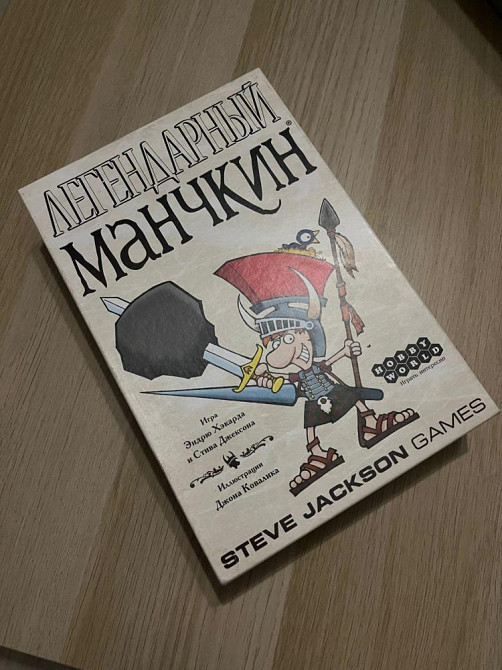 ЛЕГЕНДАРНЫЙ
МАНЧКИН®
Игра
Эндрю Хакарда
и Стива Джексона
Иллюстрации
Джона Ковалика
HOBBY
WORLD
Играть интересно
STEVE JACKSON GAMES